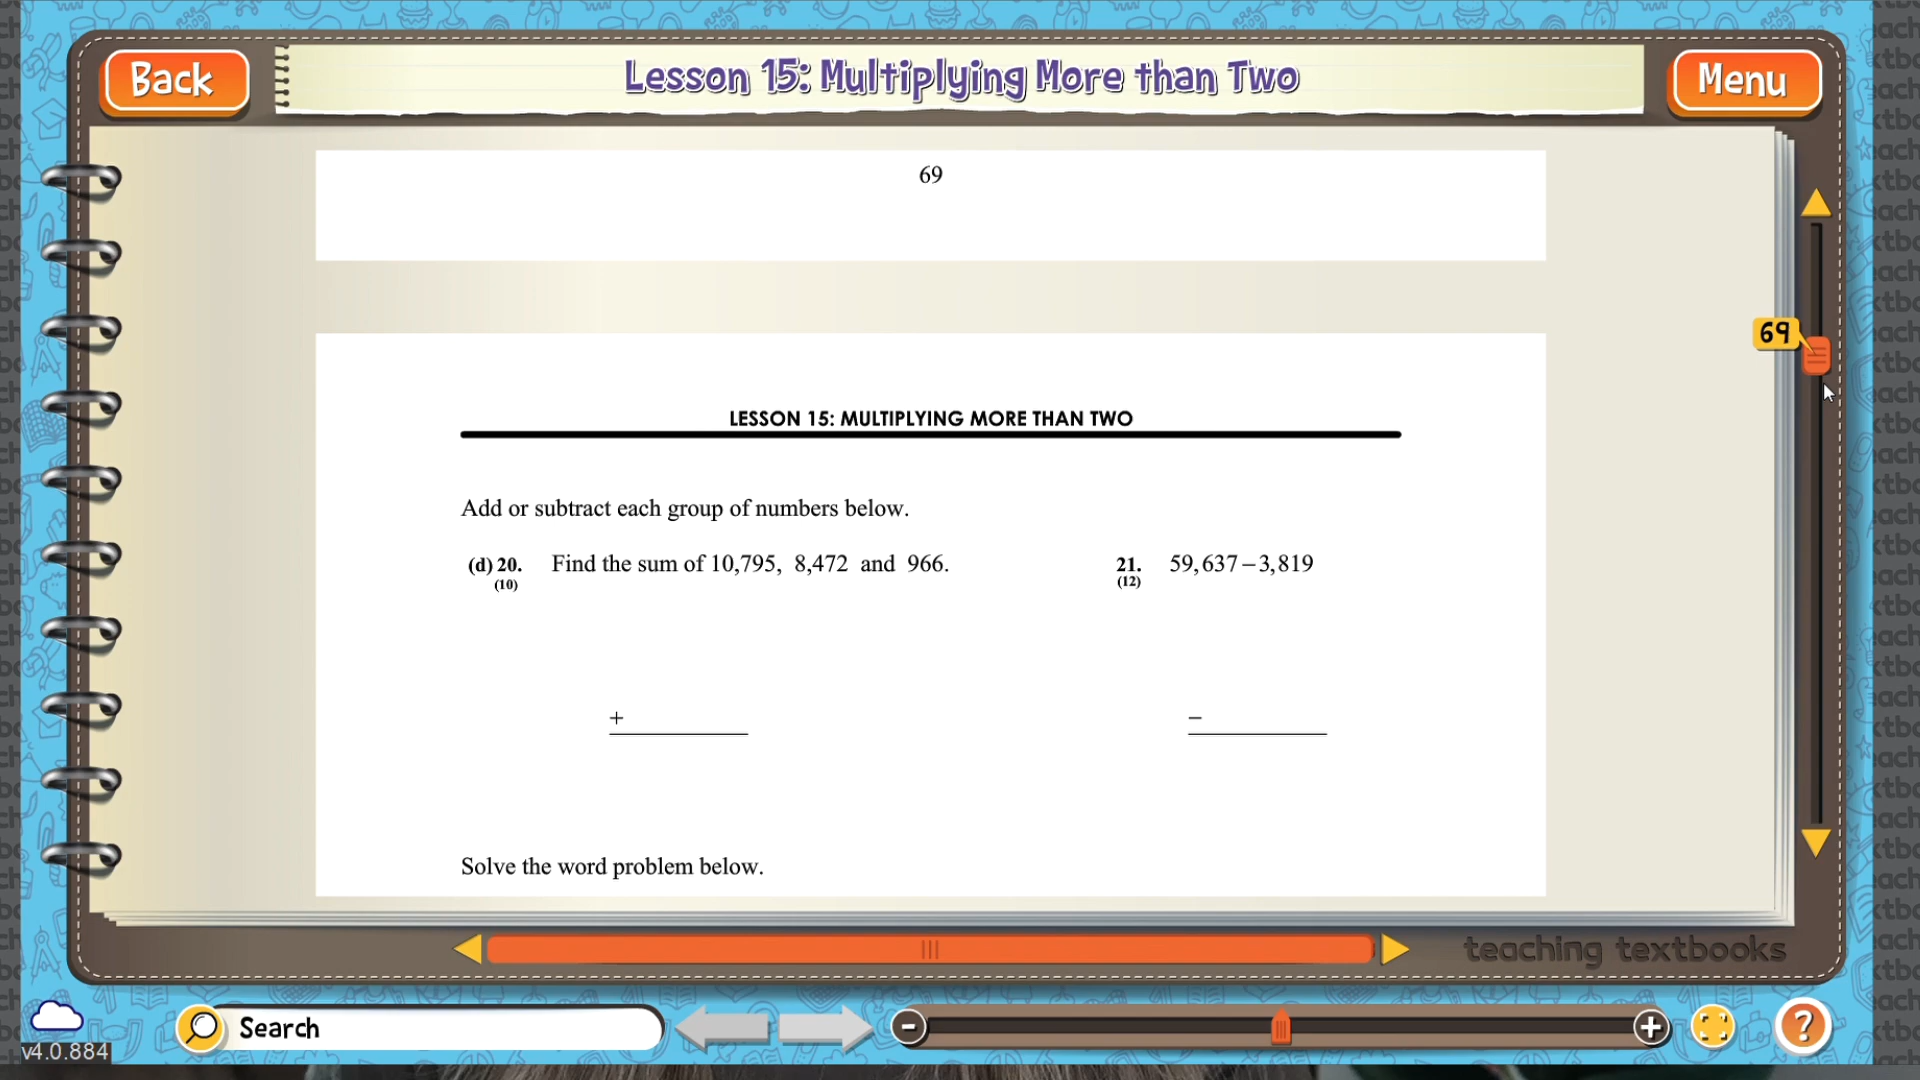 Back
Lesson 15: Multiplying More than Two
Menu
69
69
LESSON 15: MULTIPLYING MORE THAN TWO
Add or subtract each group of numbers below.
(d) 20. Find the sum of 10,795, 8,472 and 966.
(10)
21. 59,637 – 3,819
(12)
+
–
Solve the word problem below.
teaching textbooks
Search
- +
?
v4.0.884